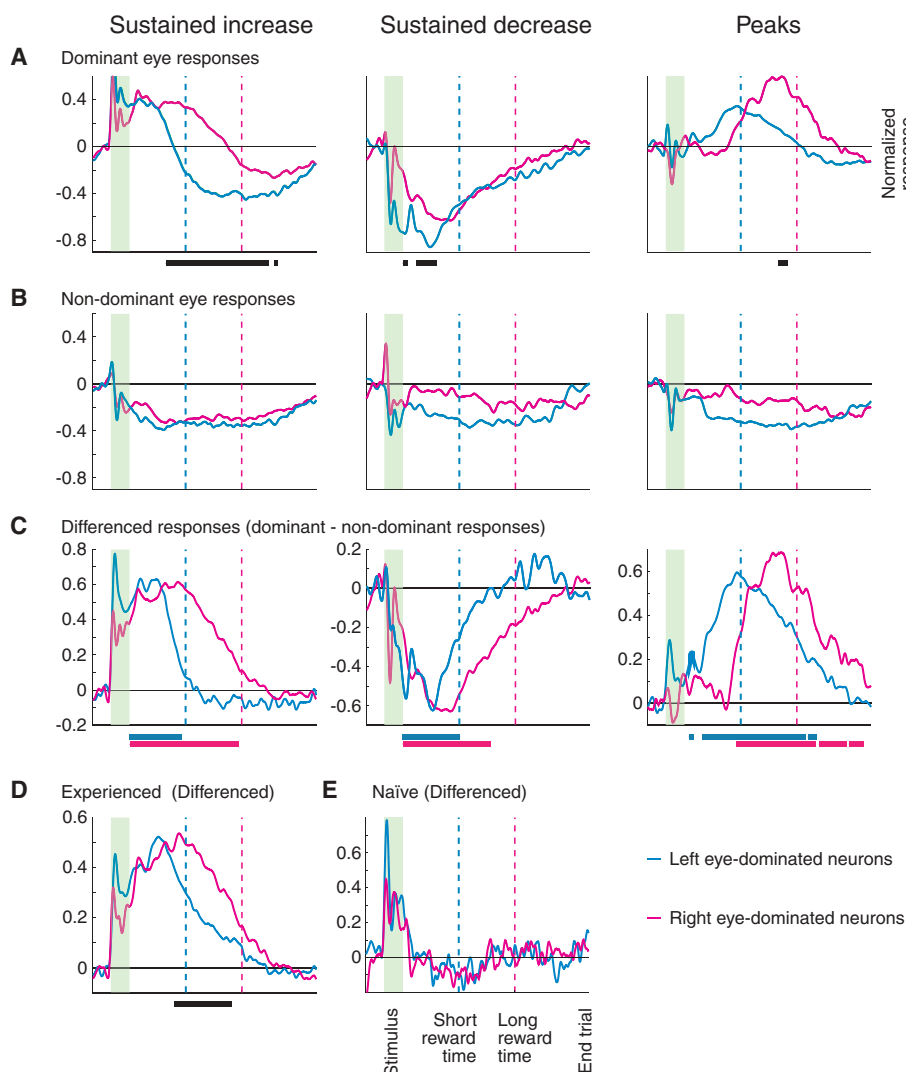 Sustained increase
Sustained decrease
Peaks
A Dominant eye responses
0.4
0
-0.4
-0.8
Normalized
response
B Non-dominant eye responses
0.4
0
-0.4
-0.8
C Differenced responses (dominant - non-dominant responses)
0.8
0.6
0.4
0.2
0
-0.2
0.2
0
-0.2
-0.4
-0.6
0.6
0.4
0.2
0
D Experienced (Differenced)
0.6
0.4
0.2
0
E Naïve (Differenced)
0.6
0.4
0.2
0
Stimulus
Short
reward
time
Long
reward
time
End trial
Left eye-dominated neurons
Right eye-dominated neurons